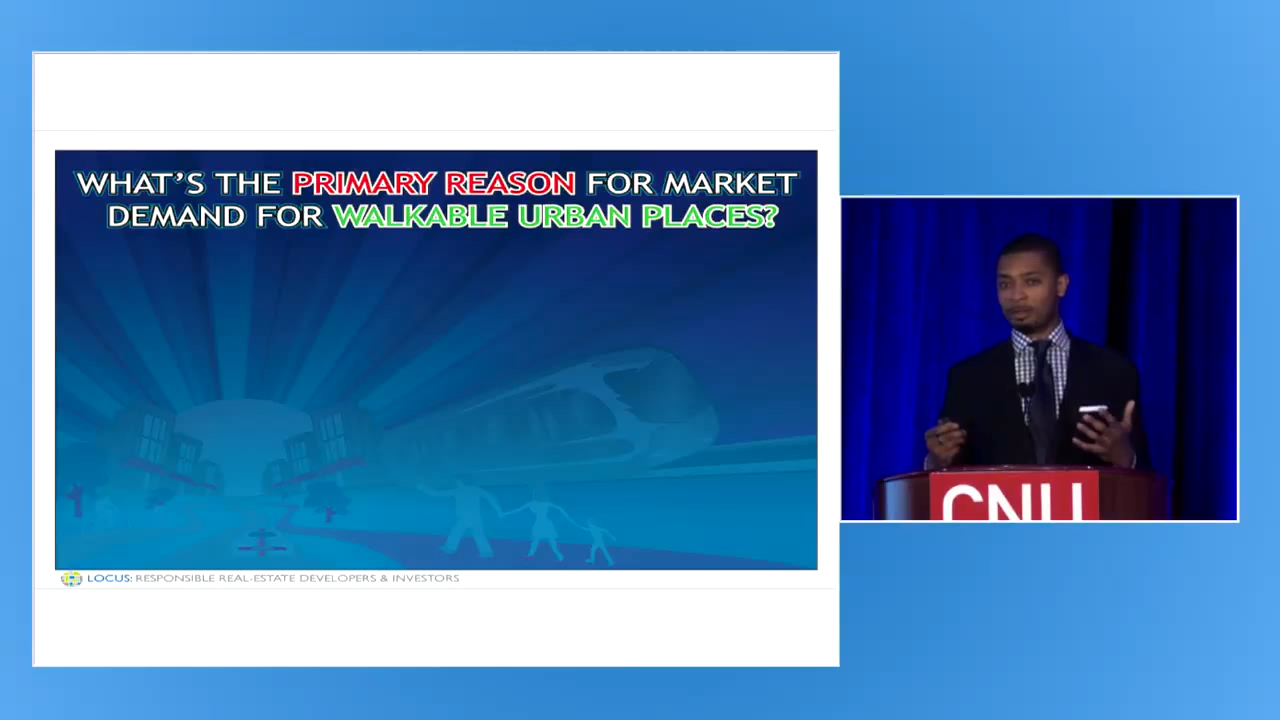 WHAT'S THE PRIMARY REASON FOR MARKET
DEMAND FOR WALKABLE URBAN PLACES?
LOCUS: RESPONSIBLE REAL-ESTATE DEVELOPERS & INVESTORS
CNU